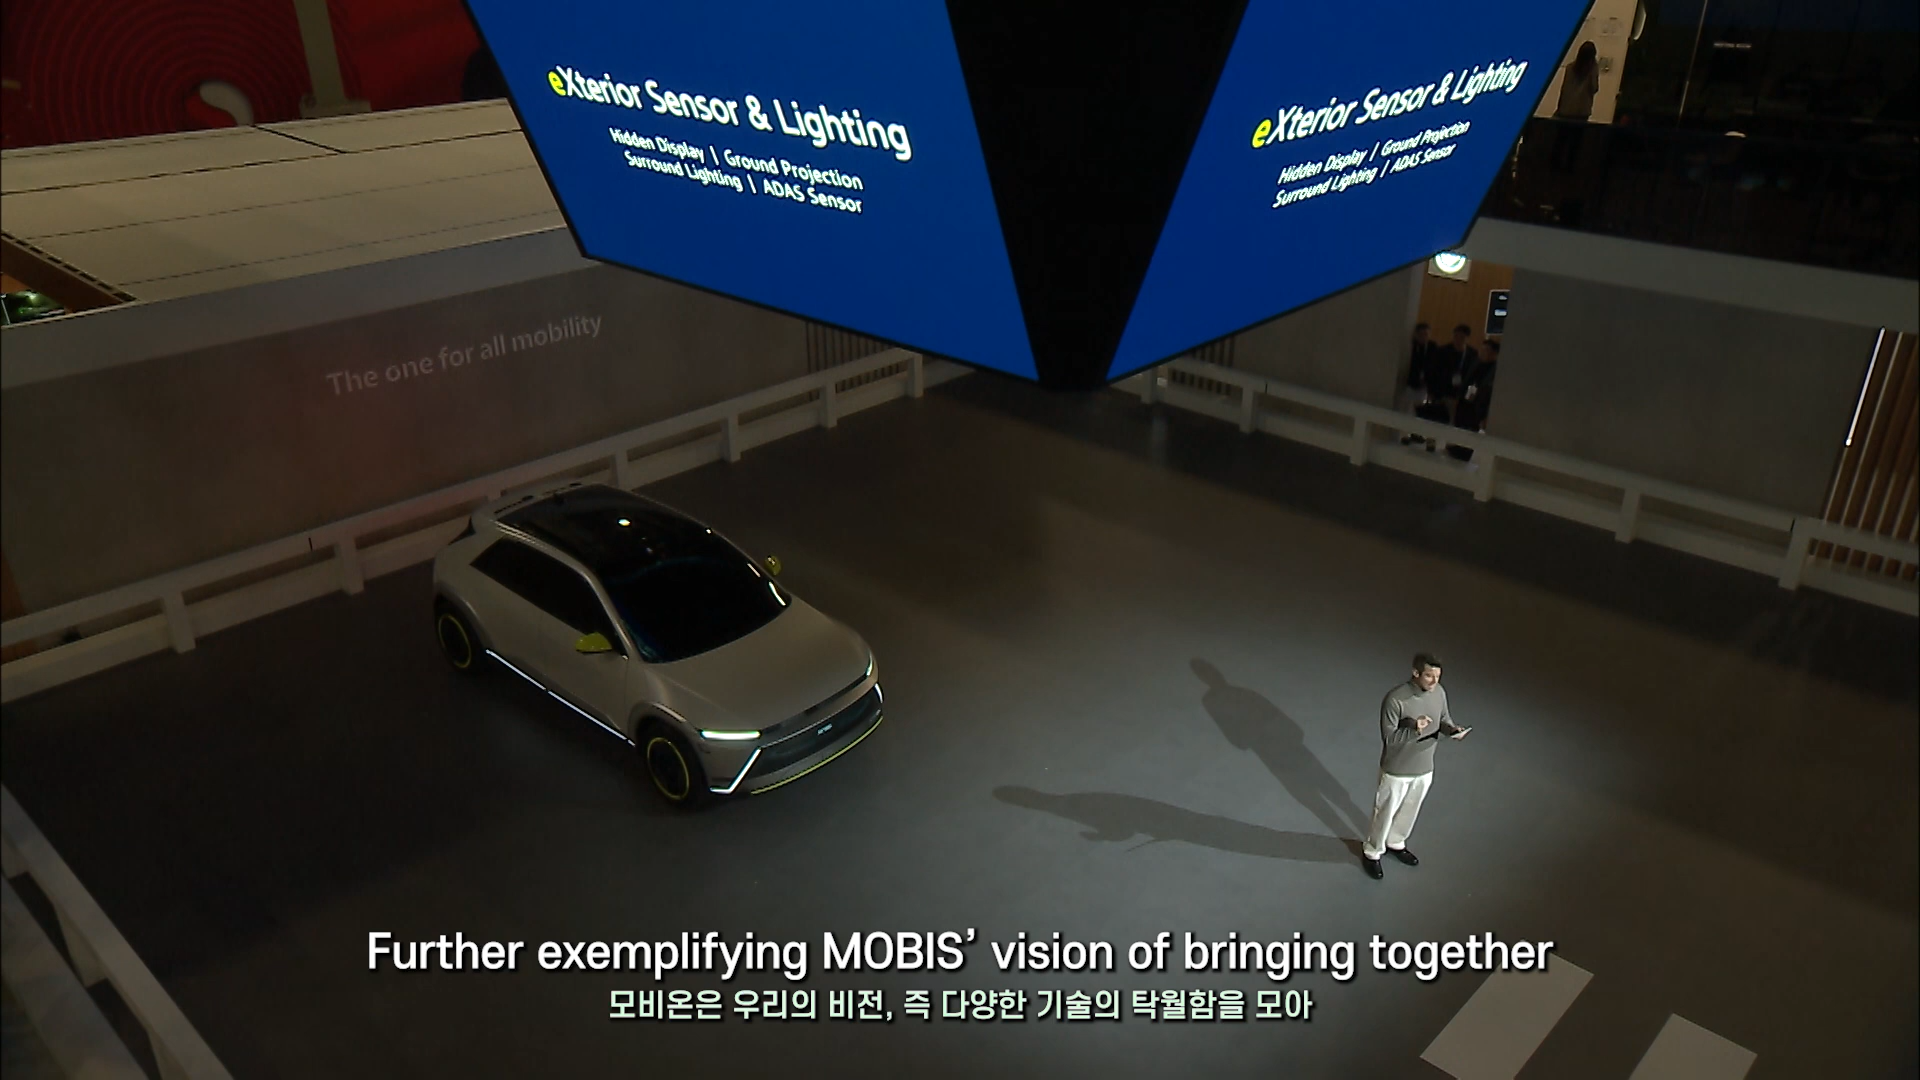 eXterior Sensor & Lighting
Hidden Display | Ground Projection
Surround Lighting | ADAS Sensor
eXterior Sensor & Lighting
Hidden Display | Ground Projection
Surround Lighting | ADAS Sensor
The one for all mobility
Further exemplifying MOBIS’ vision of bringing together
모비온은 우리의 비전, 즉 다양한 기술의 탁월함을 모아